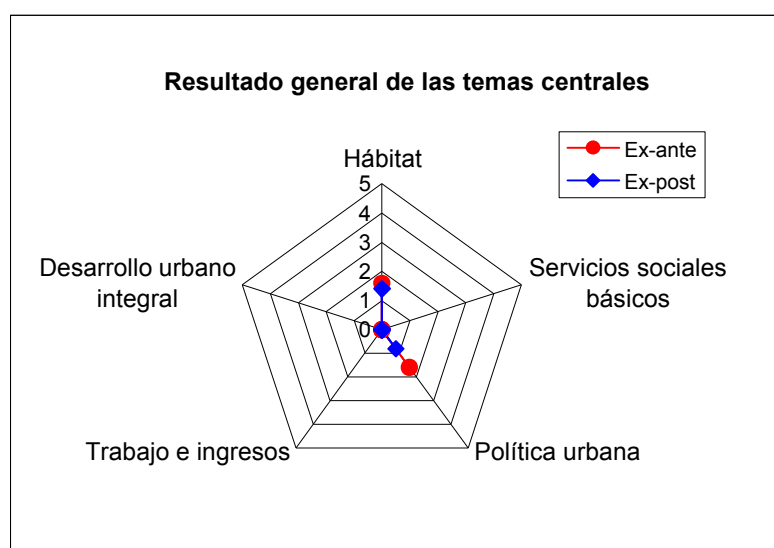 Resultado general de las temas centrales
Ex-ante
Ex-post
Hábitat
5
4
3
2
1
0
Servicios sociales
básicos
Política urbana
Trabajo e ingresos
Desarrollo urbano
integral